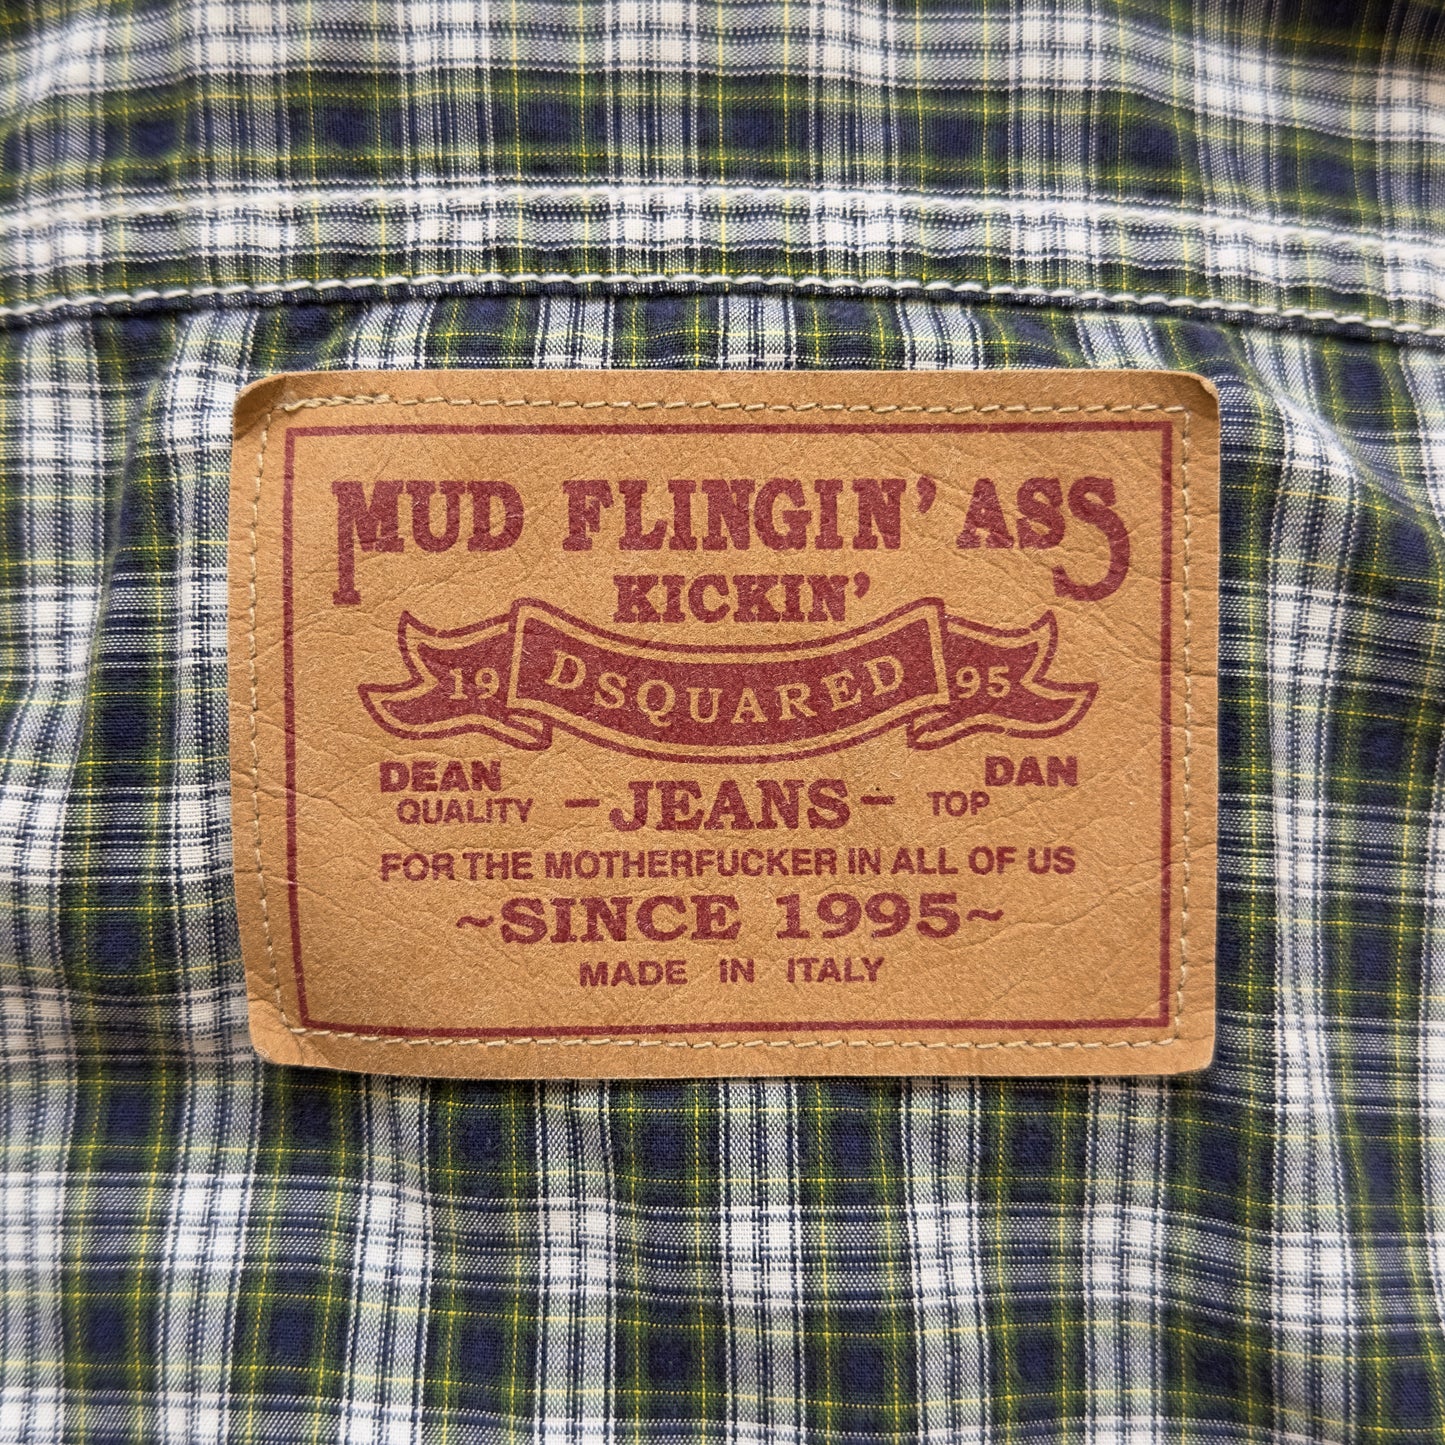 MUD FLINGIN' ASS
KICKIN'
19 DSQUARED 95
DEAN DAN
QUALITY - JEANS - TOP
FOR THE MOTHERFUCKER IN ALL OF US
~SINCE 1995~
MADE IN ITALY